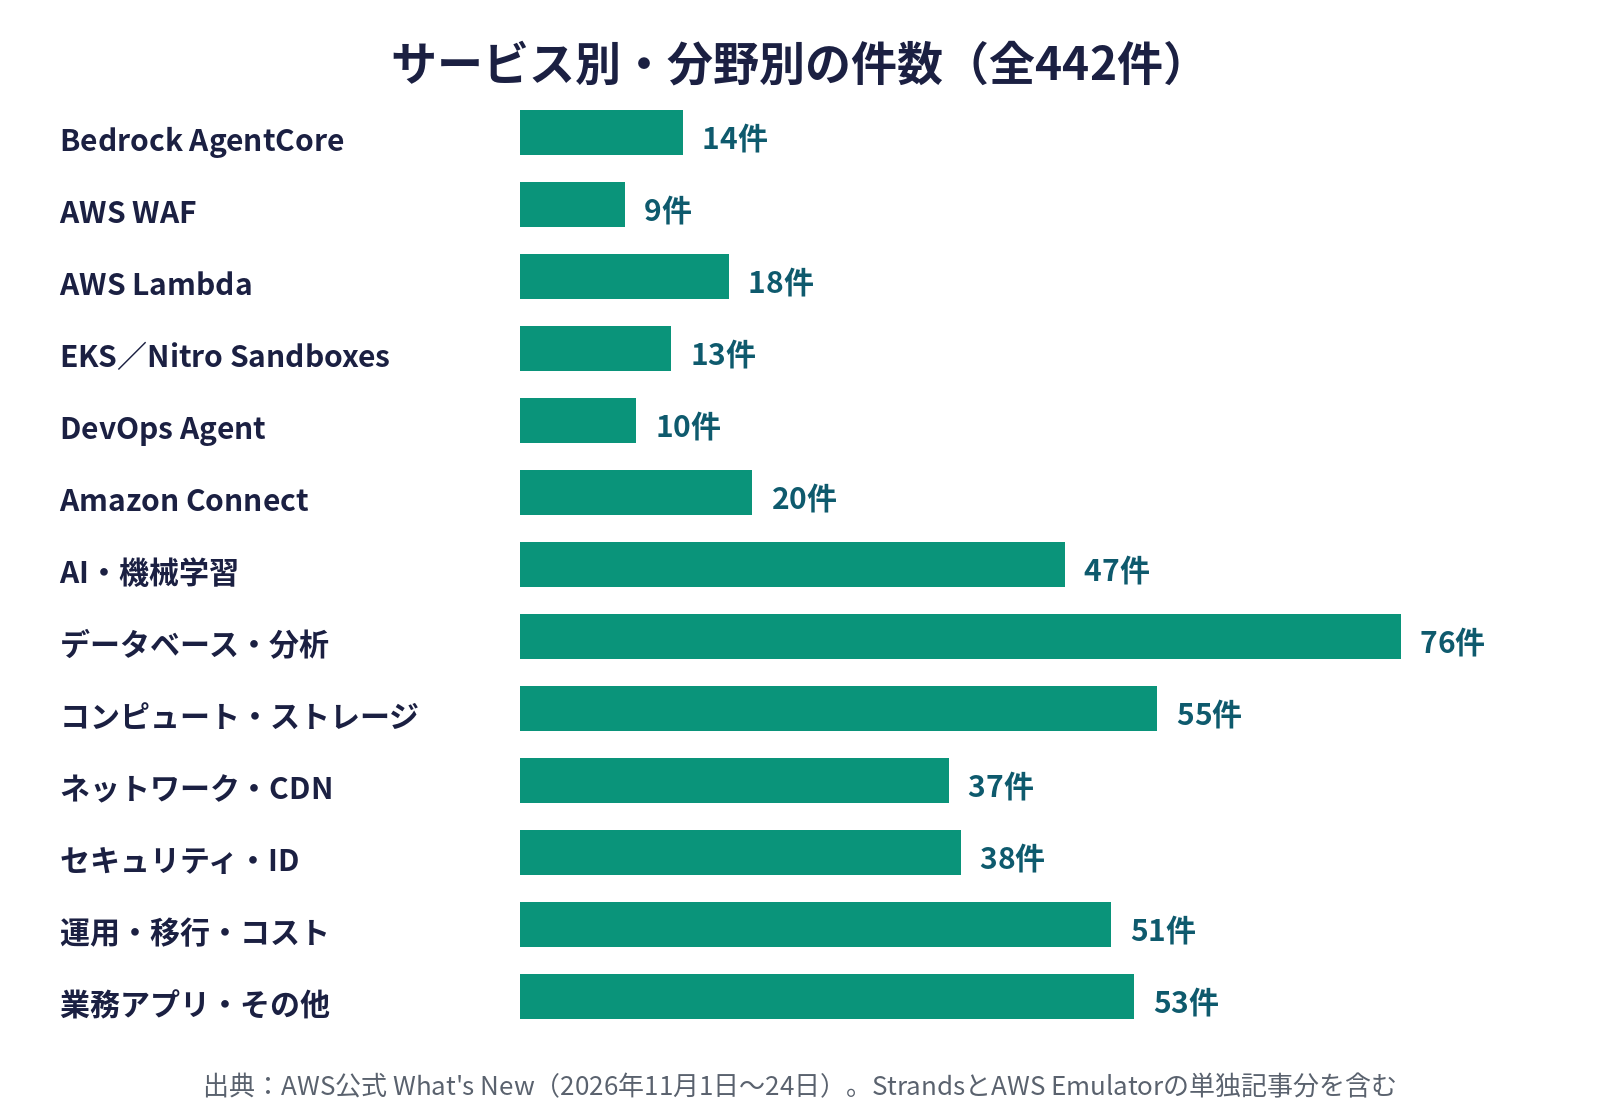 サービス別・分野別の件数（全442件）
Bedrock AgentCore 14件
AWS WAF 9件
AWS Lambda 18件
EKS／Nitro Sandboxes 13件
DevOps Agent 10件
Amazon Connect 20件
AI・機械学習 47件
データベース・分析 76件
コンピュート・ストレージ 55件
ネットワーク・CDN 37件
セキュリティ・ID 38件
運用・移行・コスト 51件
業務アプリ・その他 53件
出典：AWS公式 What's New（2026年11月1日〜24日）。StrandsとAWS Emulatorの単独記事分を含む